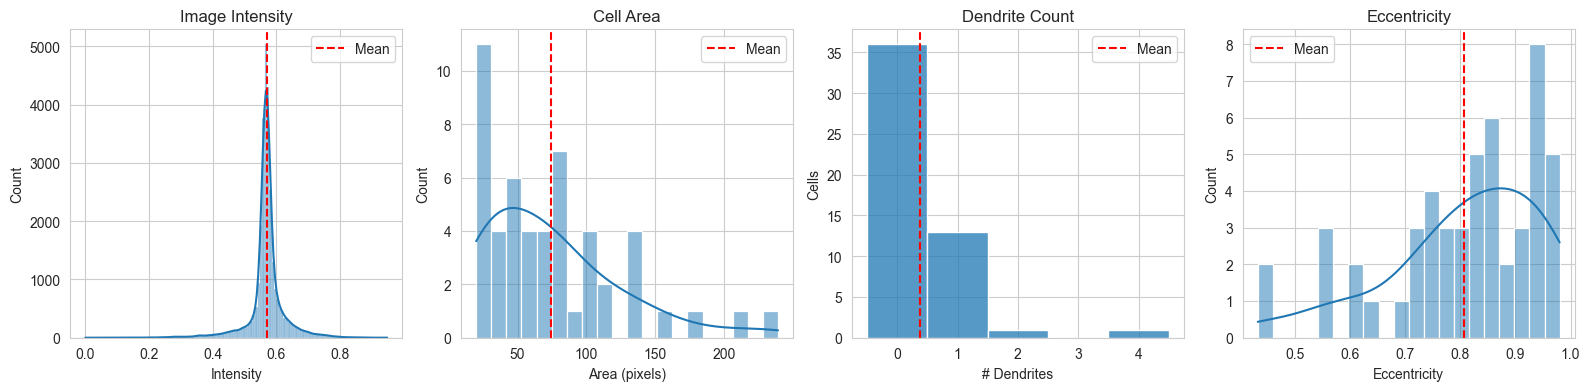 Image Intensity
5000
4000
3000
2000
1000
0
Count
0.0 0.2 0.4 0.6 0.8
Intensity
Mean
Cell Area
10
8
6
4
2
0
Count
50 100 150 200
Area (pixels)
Mean
Dendrite Count
35
30
25
20
15
10
5
0
Cells
0 1 2 3 4
# Dendrites
Mean
Eccentricity
8
7
6
5
4
3
2
1
0
Count
0.5 0.6 0.7 0.8 0.9 1.0
Eccentricity
Mean